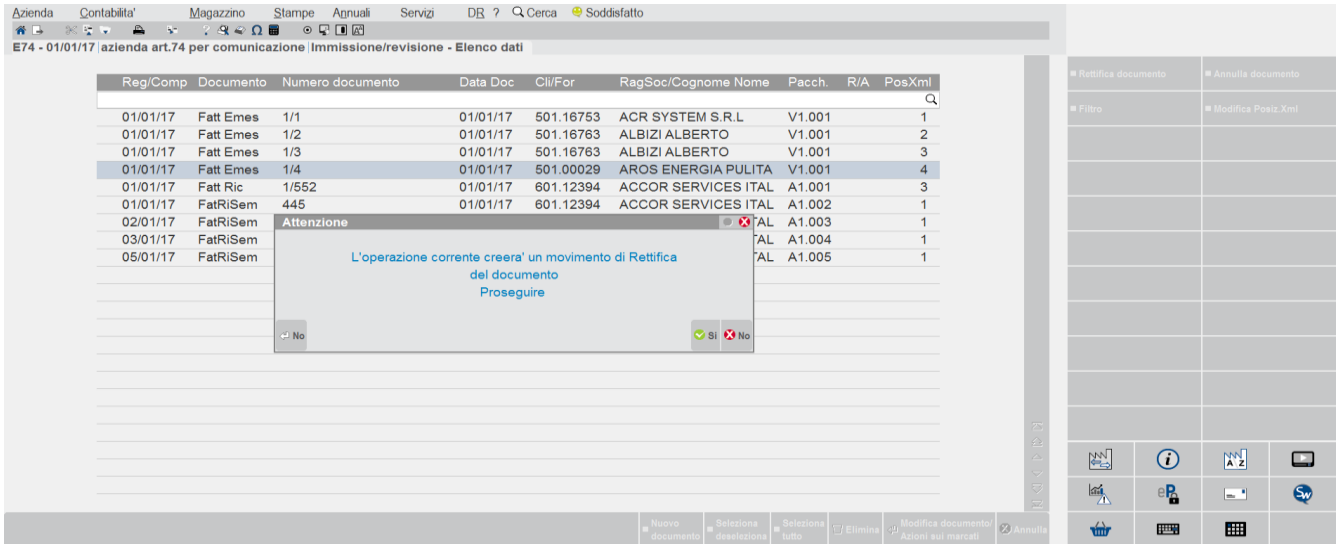 Azienda Contabilita' Magazzino Stampe Annuali Servizi DR ? Cerca Soddisfatto
E74 - 01/01/17 azienda art.74 per comunicazione Immissione/revisione - Elenco dati
Reg/Comp Documento Numero documento Data Doc Cli/For RagSoc/Cognome Nome Pacch. R/A PosXml
01/01/17 Fatt Emes 1/1 01/01/17 501.16753 ACR SYSTEM S.R.L V1.001 1
01/01/17 Fatt Emes 1/2 01/01/17 501.16763 ALBIZI ALBERTO V1.001 2
01/01/17 Fatt Emes 1/3 01/01/17 501.16763 ALBIZI ALBERTO V1.001 3
01/01/17 Fatt Emes 1/4 01/01/17 501.00029 AROS ENERGIA PULITA V1.001 4
01/01/17 Fatt Ric 1/552 01/01/17 601.12394 ACCOR SERVICES ITAL A1.001 3
01/01/17 FatRiSem 445 01/01/17 601.12394 ACCOR SERVICES ITAL A1.002 1
02/01/17 FatRiSem TAL A1.003 1
03/01/17 FatRiSem TAL A1.004 1
05/01/17 FatRiSem TAL A1.005 1
Attenzione
L'operazione corrente creera' un movimento di Rettifica
del documento
Proseguire
No Si No
Rettifica documento Annulla documento
Filtro Modifica Posiz.Xml
Nuovo documento Seleziona deseleziona Seleziona tutto Elimina Modifica documento/ Azioni sui marcati Annulla
A Z
eP
Sw